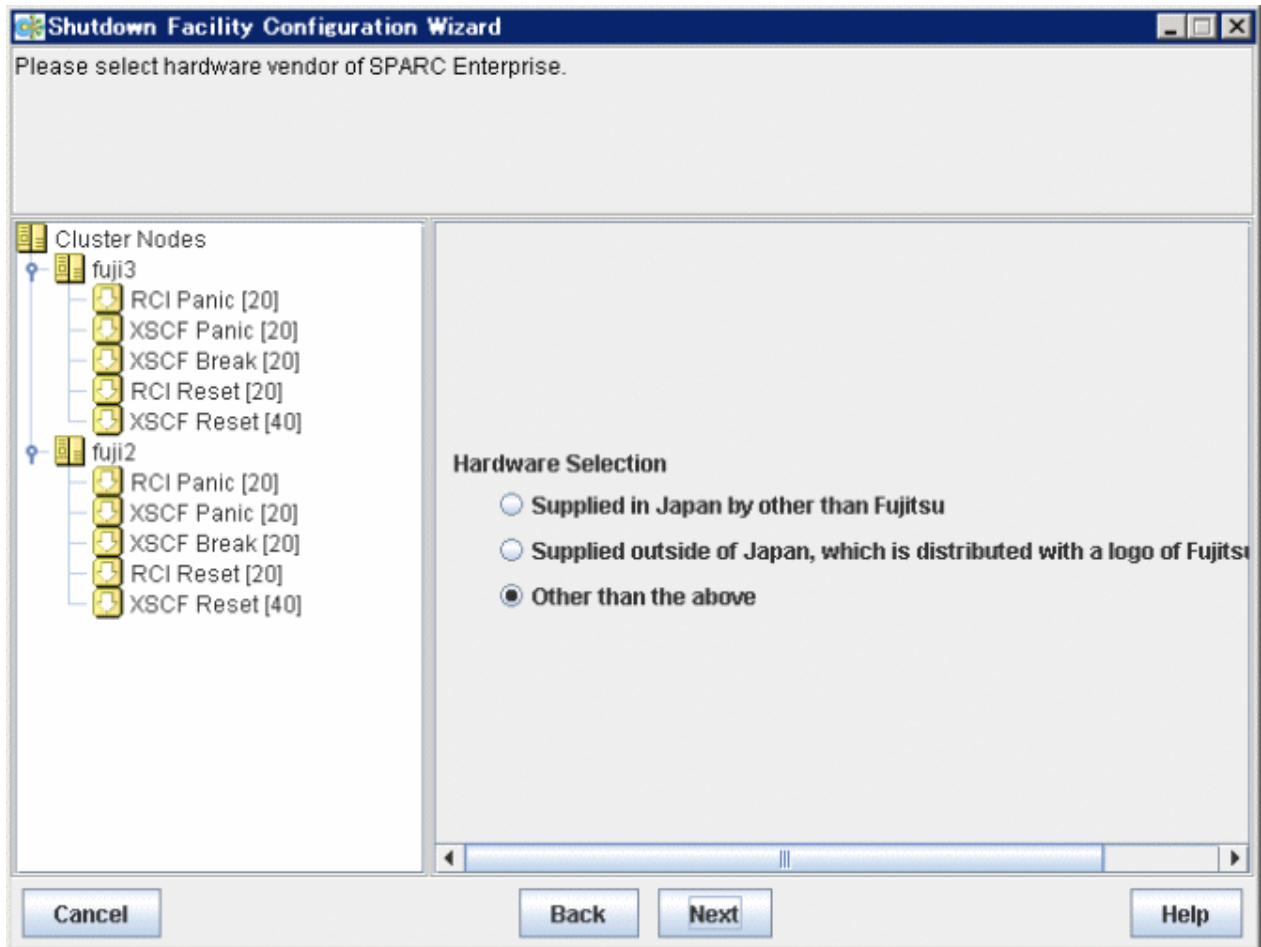 Shutdown Facility Configuration Wizard
Please select hardware vendor of SPARC Enterprise.
Cluster Nodes
fuji3
RCI Panic [20]
XSCF Panic [20]
XSCF Break [20]
RCI Reset [20]
XSCF Reset [40]
fuji2
RCI Panic [20]
XSCF Panic [20]
XSCF Break [20]
RCI Reset [20]
XSCF Reset [40]
Hardware Selection
Supplied in Japan by other than Fujitsu
Supplied outside of Japan, which is distributed with a logo of
Other than the above
Cancel
Back
Next
Help